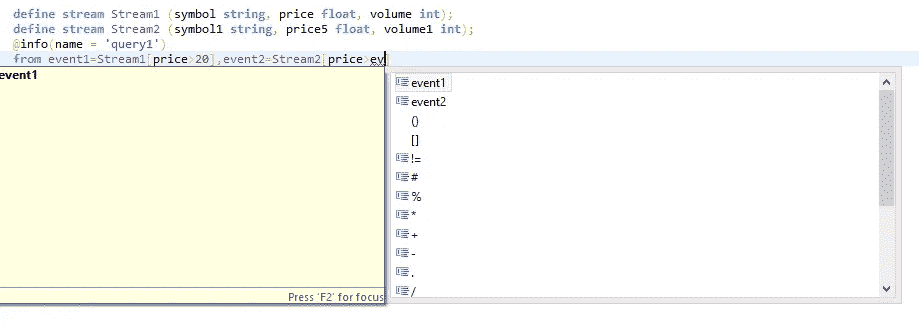 define stream Stream1 (symbol string, price float, volume int);
define stream Stream2 (symbol1 string, price5 float, volume1 int);
@info(name = 'query1')
from event1=Stream1[price>20],event2=Stream2[price>ev
event1
Press 'F2' for focus
event1
event2
()
[]
!=
#
%
*
+
-
.
/